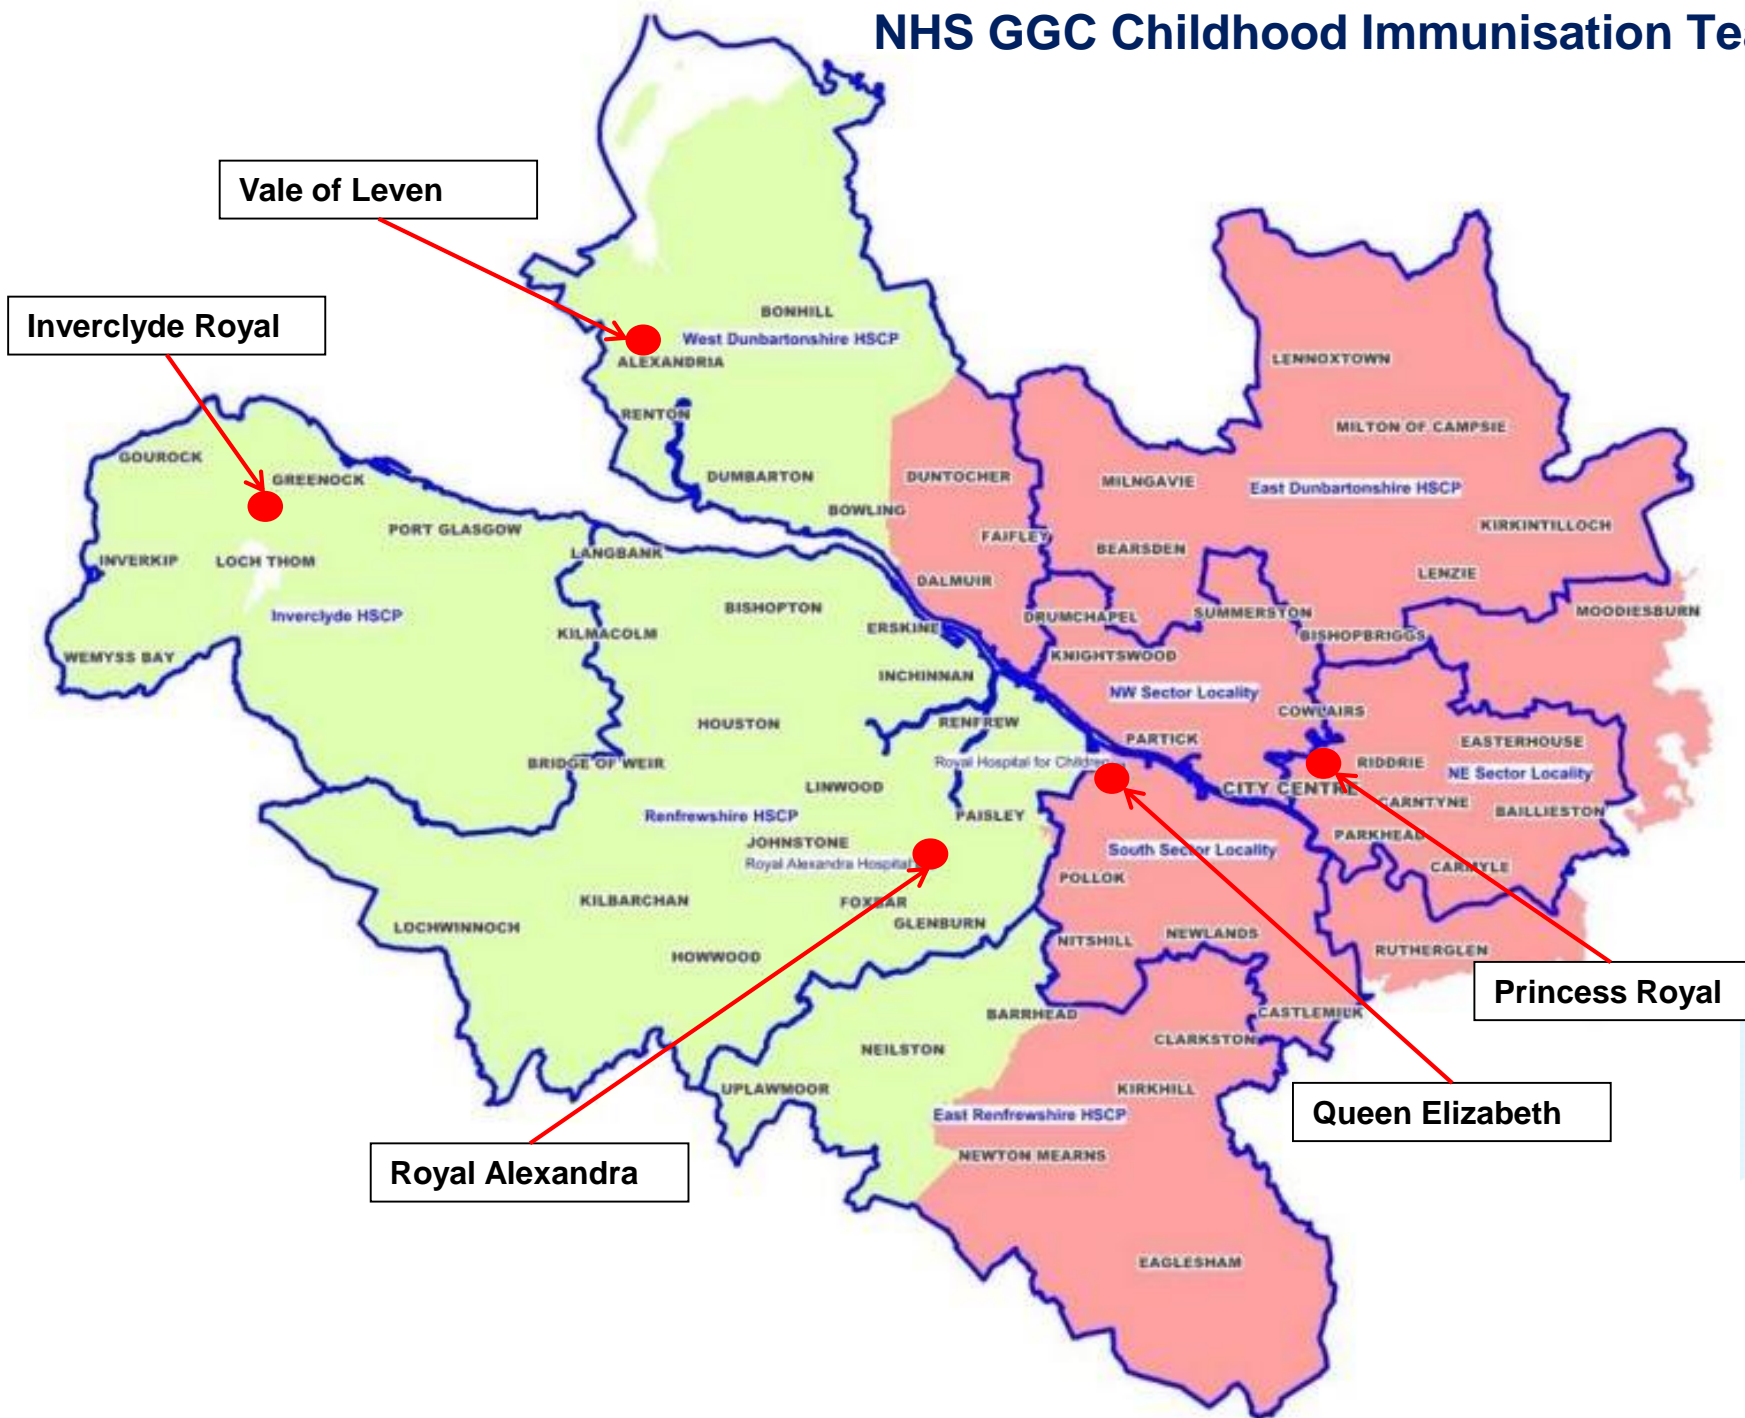 NHS GGC Childhood Immunisation Tea
Vale of Leven
Inverclyde Royal
BONHILL
West Dunbartonshire HSCP
ALEXANDRIA
LENNOXTOWN
RENTON
MILTON OF CAMPSIE
GOUROCK
GREENOCK
DUMBARTON
DUNTOCHER
MILNGAVIE
East Dunbartonshire HSCP
BOWLING
PORT GLASGOW
KIRKINTILLOCH
FAIFLEY
BEARSDEN
INVERKIP
LOCH THOM
LANGBANK
DALMUIR
LENZIE
BISHOPTON
Inverclyde HSCP
DRUMCHAPEL
SUMMERSTON
MOODIESBURN
KILMACOLM
ERSKINE
BISHOPBRIGGS
WEMYSS BAY
KNIGHTSWOOD
INCHINNAN
NW Sector Locality
HOUSTON
RENFREW
COWLAIRS
PARTICK
EASTERHOUSE
BRIDGE OF WEIR
Royal Hospital for Children
RIDDRIE
NE Sector Locality
LINWOOD
CITY CENTRE
CARNTYNE
BAILLIESTON
Renfrewshire HSCP
PAISLEY
PARKHEAD
JOHNSTONE
South Sector Locality
Royal Alexandra Hospital
CARMYLE
POLLOK
KILBARCHAN
FOXBAR
LOCHWINNOCH
GLENBURN
NITSHILL
NEWLANDS
RUTHERGLEN
HOWWOOD
Princess Royal
BARRHEAD
CASTLEMILK
NEILSTON
CLARKSTON
UPLAWMOOR
KIRKHILL
East Renfrewshire HSCP
Queen Elizabeth
NEWTON MEARNS
Royal Alexandra
EAGLESHAM